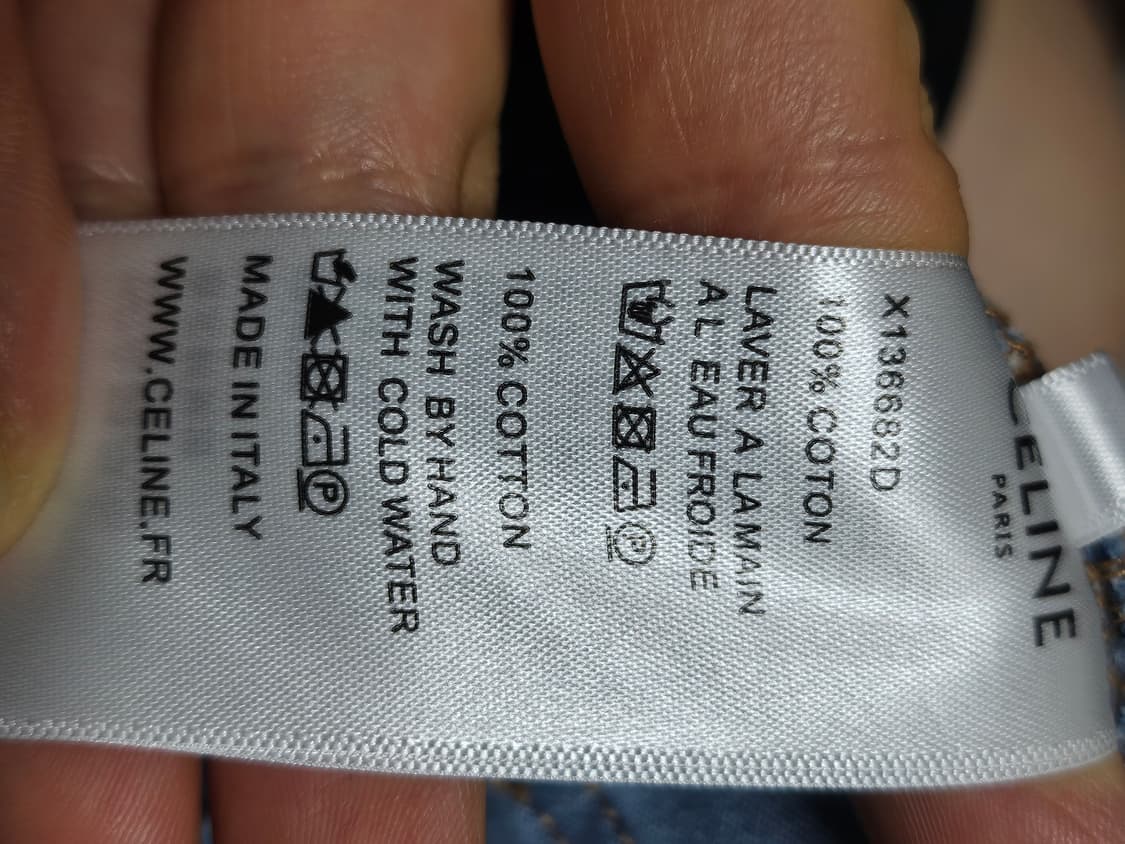 CELINE
PARIS
X136682D
100% COTON
LAVER A LA MAIN
A L EAU FROIDE
P
100% COTTON
WASH BY HAND
WITH COLD WATER
P
MADE IN ITALY
WWW.CELINE.FR